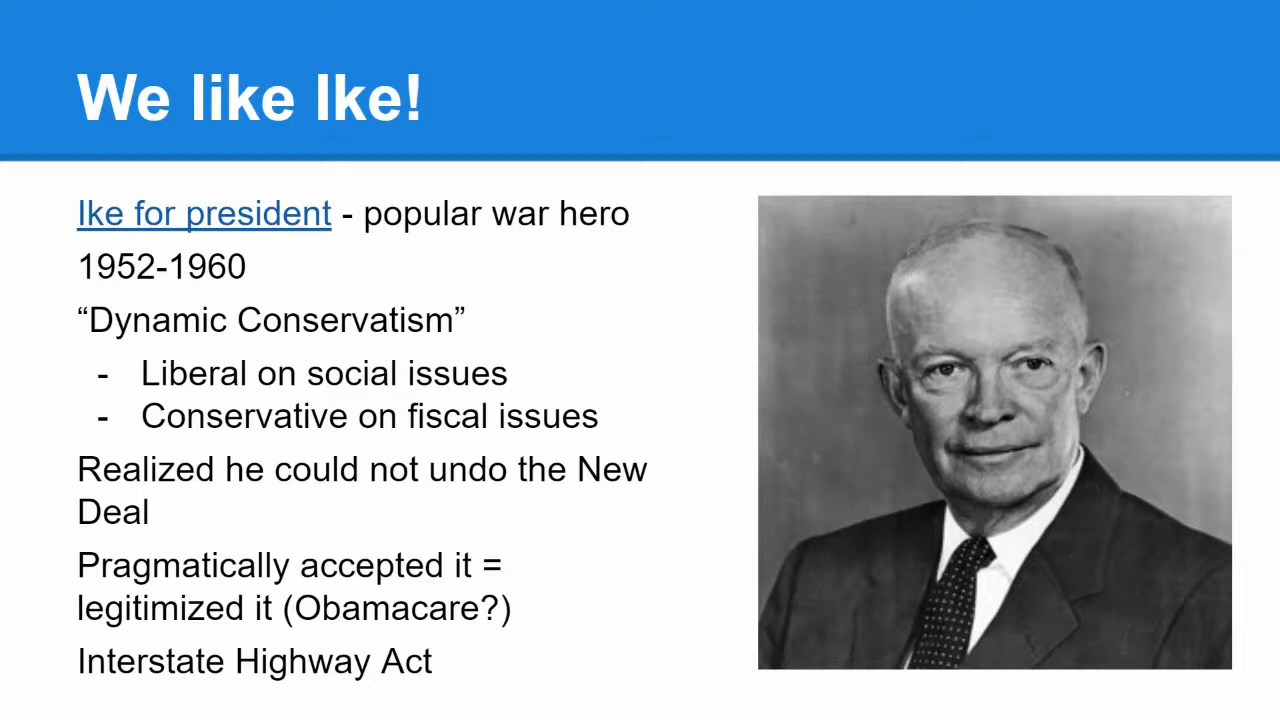 We like Ike!
Ike for president - popular war hero
1952-1960
“Dynamic Conservatism”
- Liberal on social issues
- Conservative on fiscal issues
Realized he could not undo the New
Deal
Pragmatically accepted it =
legitimized it (Obamacare?)
Interstate Highway Act